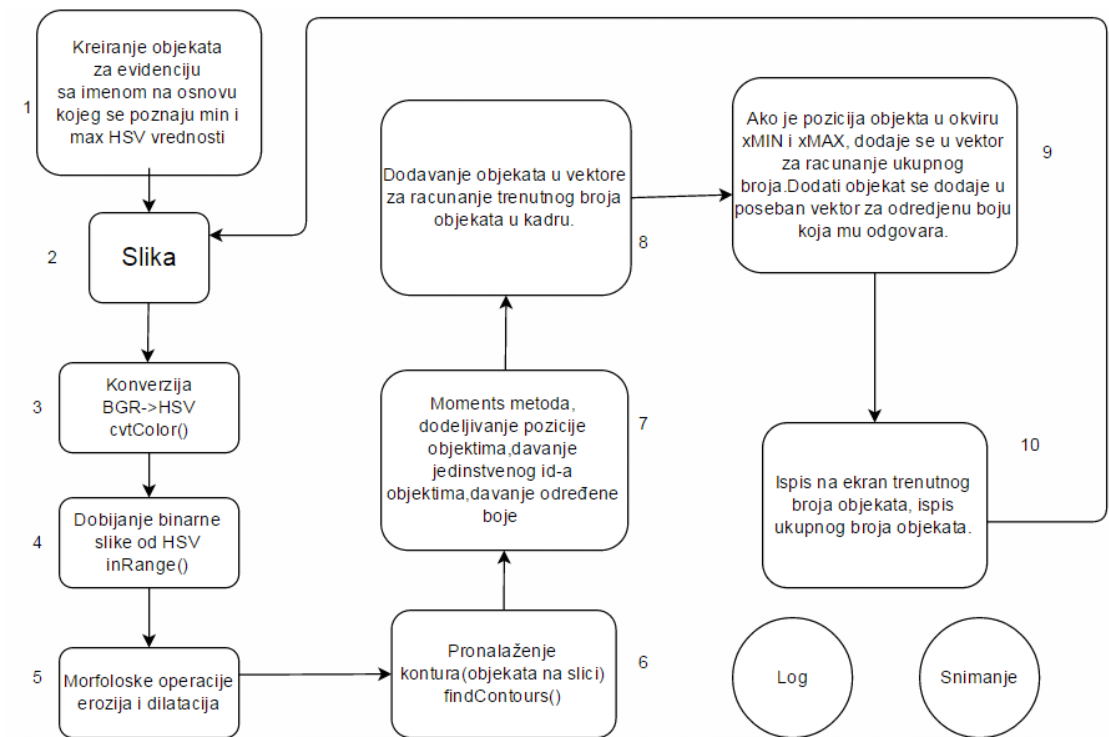 1
Kreiranje objekata
za evidenciju
sa imenom na osnovu
kojeg se poznaju min i
max HSV vrednosti
2
Slika
3
Konverzija
BGR->HSV
cvtColor()
4
Dobijanje binarne
slike od HSV
inRange()
5
Morfoloske operacije
erozija i dilatacija
6
Pronalaženje
kontura(objekata na slici)
findContours()
7
Moments metoda,
dodeljivanje pozicije
objektima,davanje
jedinstvenog id-a
objektima,davanje određene
boje
8
Dodavanje objekata u vektore
za racunanje trenutnog broja
objekata u kadru.
9
Ako je pozicija objekta u okviru
xMIN i xMAX, dodaje se u vektor
za racunanje ukupnog
broja.Dodati objekat se dodaje u
poseban vektor za odredjenu boju
koja mu odgovara.
10
Ispis na ekran trenutnog
broja objekata, ispis
ukupnog broja objekata.
Log
Snimanje